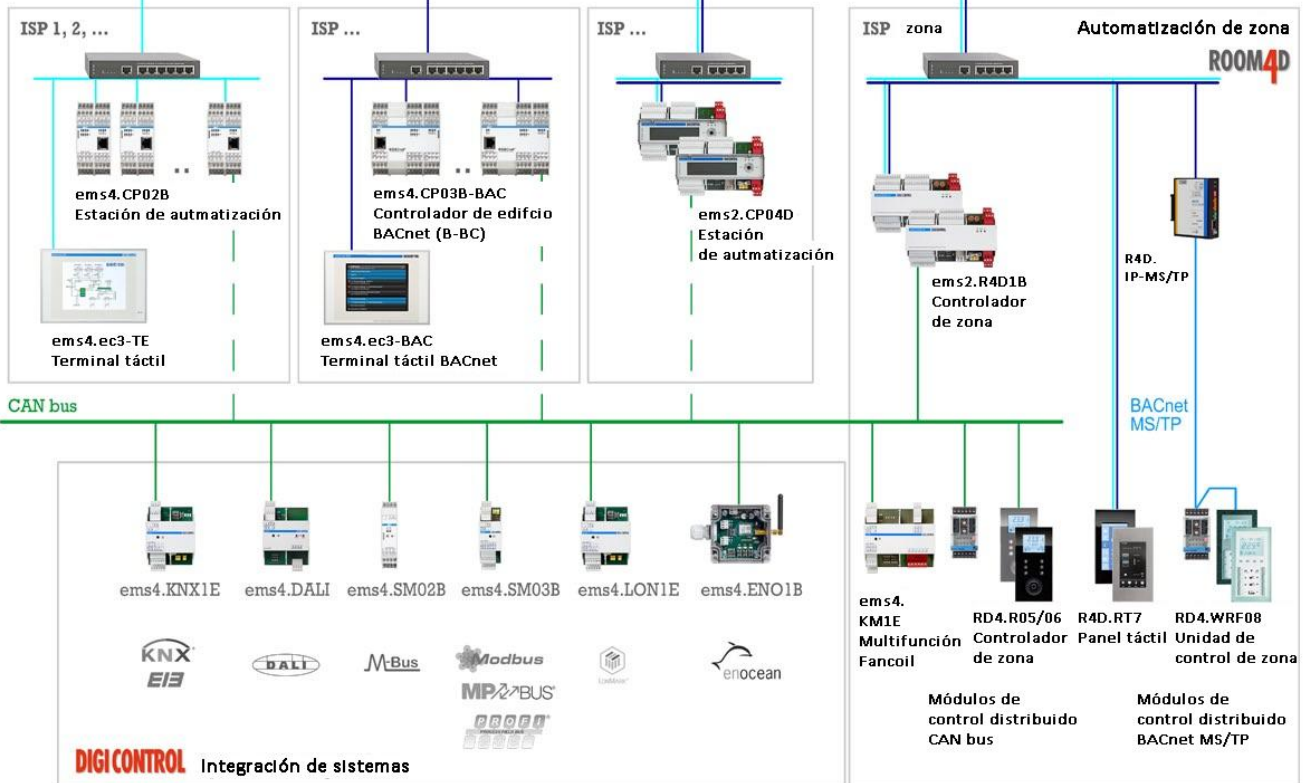 ISP 1, 2, ...
ISP ...
ISP ...
ISP zona
Automatización de zona
ROOM4D
ems4.CP02B
Estación de autmatización
ems4.ec3-TE
Terminal táctil
ems4.CP03B-BAC
Controlador de edifcio
BACnet (B-BC)
ems4.ec3-BAC
Terminal táctil BACnet
ems2.CP04D
Estación
de autmatización
ems2.R4D1B
Controlador
de zona
R4D.
IP-MS/TP
CAN bus
BACnet
MS/TP
ems4.KNX1E
ems4.DALI
ems4.SM02B
ems4.SM03B
ems4.LON1E
ems4.ENO1B
KNX
EIB
DALI
M-Bus
Modbus
MP BUS
PROFI
BUS
LonMark
enocean
ems4.
KM1E
Multifunción
Fancoil
RD4.R05/06
Controlador
de zona
R4D.RT7
Panel táctil
RD4.WRF08
Unidad de
control de zona
Módulos de
control distribuido
CAN bus
Módulos de
control distribuido
BACnet MS/TP
DIGICONTROL Integración de sistemas